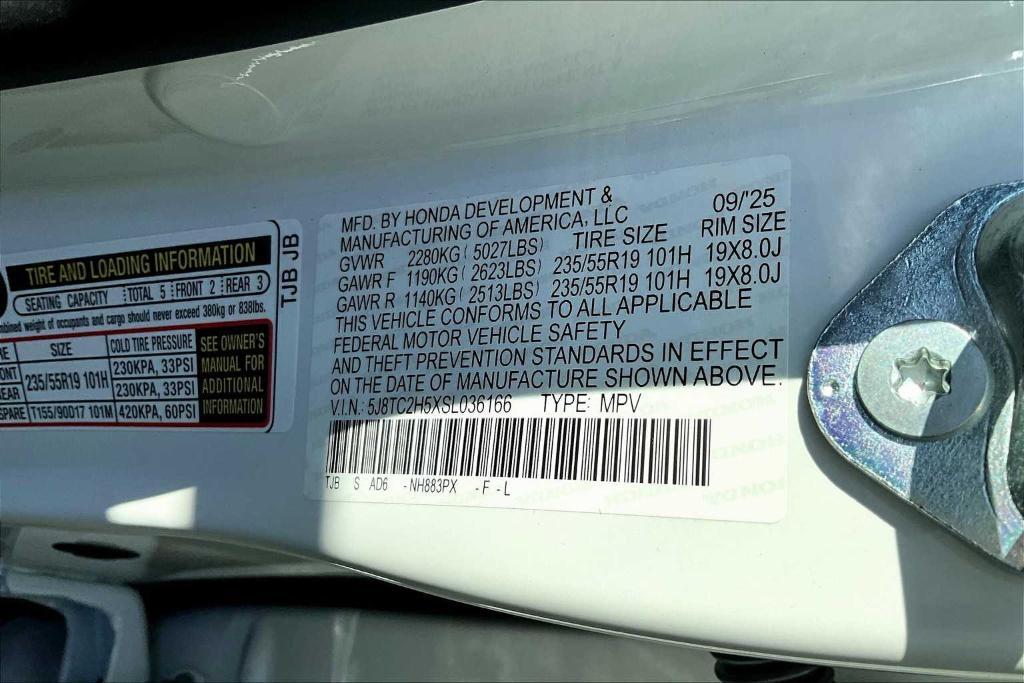 TIRE AND LOADING INFORMATION
SEATING CAPACITY TOTAL 5 FRONT 2 REAR 3
weight of occupants and cargo should never exceed 380kg or 838lbs.
SIZE COLD TIRE PRESSURE SEE OWNER'S MANUAL FOR ADDITIONAL INFORMATION
235/55R19 101H 230KPA, 33PSI
230KPA, 33PSI
SPARE T155/90D17 101M 420KPA, 60PSI
TJB JB
MFD. BY HONDA DEVELOPMENT & 09/'25
MANUFACTURING OF AMERICA, LLC
GVWR 2280KG (5027LBS) TIRE SIZE RIM SIZE
GAWR F 1190KG (2623LBS) 235/55R19 101H 19X8.0J
GAWR R 1140KG (2513LBS) 235/55R19 101H 19X8.0J
THIS VEHICLE CONFORMS TO ALL APPLICABLE
FEDERAL MOTOR VEHICLE SAFETY
AND THEFT PREVENTION STANDARDS IN EFFECT
ON THE DATE OF MANUFACTURE SHOWN ABOVE.
V.I.N.: 5J8TC2H5XSL036166 TYPE: MPV
TJB S AD6 -NH883PX -F -L